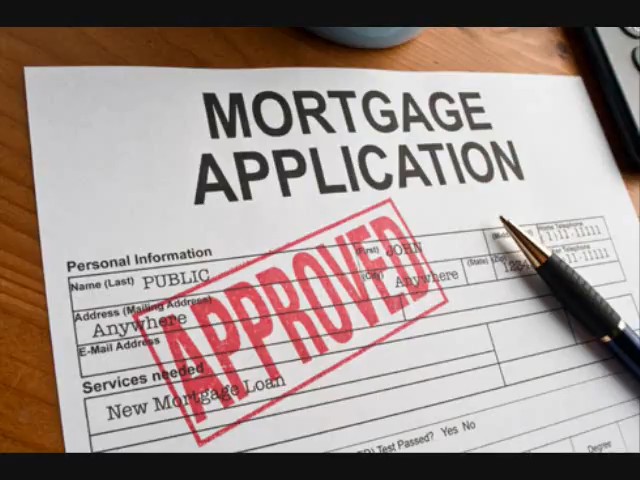 MORTGAGE
APPLICATION
Personal Information
Name (Last) PUBLIC (First) JOHN
Address (Mailing Address) (City) Anywhere (State)
Anywhere
E-Mail Address
APPROVED
Services needed
New Mortgage Loan
Test Passed? Yes No
Degree